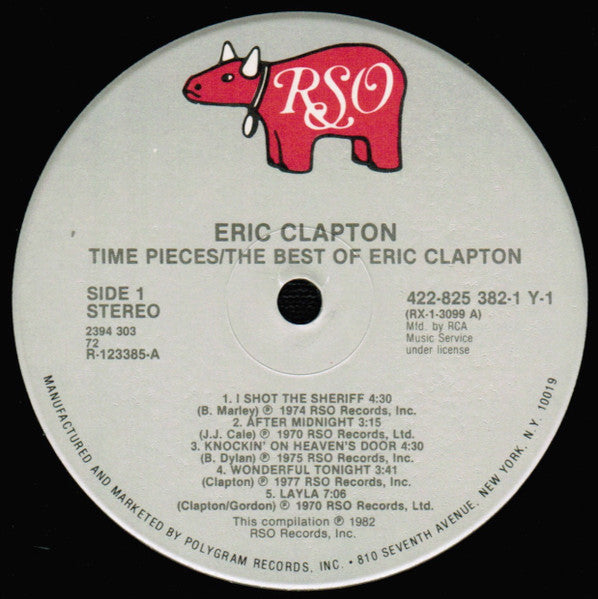 RSO
ERIC CLAPTON
TIME PIECES/THE BEST OF ERIC CLAPTON
SIDE 1
STEREO
2394 303
72
R-123385-A
422-825 382-1 Y-1
(RX-1-3099 A)
Mfd. by RCA
Music Service
under license
1. I SHOT THE SHERIFF 4:30
(B. Marley) ℗ 1974 RSO Records, Inc.
2. AFTER MIDNIGHT 3:15
(J.J. Cale) ℗ 1970 RSO Records, Ltd.
3. KNOCKIN' ON HEAVEN'S DOOR 4:30
(B. Dylan) ℗ 1975 RSO Records, Inc.
4. WONDERFUL TONIGHT 3:41
(Clapton) ℗ 1977 RSO Records, Inc.
5. LAYLA 7:06
(Clapton/Gordon) ℗ 1970 RSO Records, Ltd.
This compilation ℗ 1982
RSO Records, Inc.
MANUFACTURED AND MARKETED BY POLYGRAM RECORDS, INC. • 810 SEVENTH AVENUE, NEW YORK, N.Y. 10019